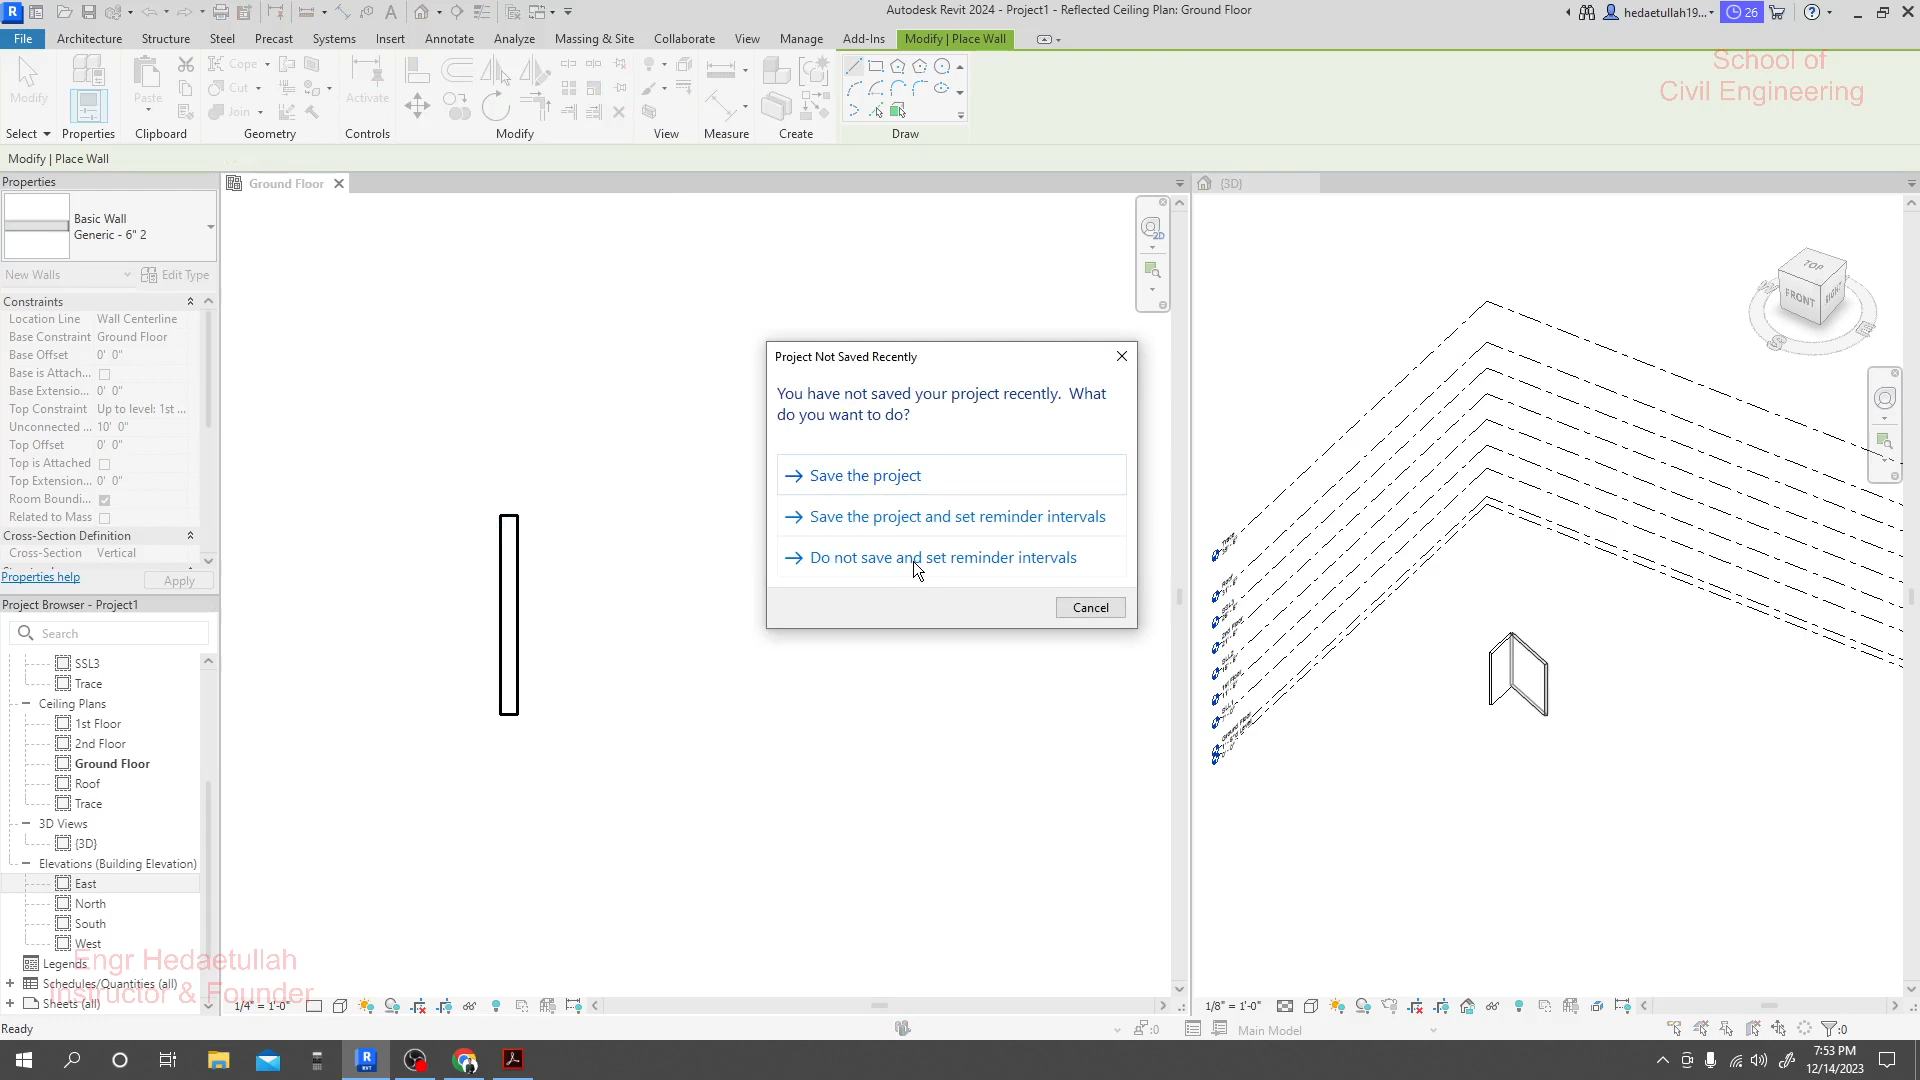 Autodesk Revit 2024 - Project1 - Reflected Ceiling Plan: Ground Floor
hedaetullah19...
26
File
Architecture
Structure
Steel
Precast
Systems
Insert
Annotate
Analyze
Massing & Site
Collaborate
View
Manage
Add-Ins
Modify | Place Wall
School of
Civil Engineering
Modify
Paste
Cope
Cut
Join
Activate
Select
Properties
Clipboard
Geometry
Controls
Modify
View
Measure
Create
Draw
Modify | Place Wall
Properties
Basic Wall
Generic - 6" 2
New Walls
Edit Type
Constraints
Location Line Wall Centerline
Base Constraint Ground Floor
Base Offset 0' 0"
Base is Attach...
Base Extensio... 0' 0"
Top Constraint Up to level: 1st ...
Unconnected ... 10' 0"
Top Offset 0' 0"
Top is Attached
Top Extension... 0' 0"
Room Boundi...
Related to Mass
Cross-Section Definition
Cross-Section Vertical
Properties help
Apply
Project Browser - Project1
Search
SSL3
Trace
Ceiling Plans
1st Floor
2nd Floor
Ground Floor
Roof
Trace
3D Views
{3D}
Elevations (Building Elevation)
East
North
South
West
Legends
Schedules/Quantities (all)
Sheets (all)
Engr Hedaetullah
Instructor & Founder
Ground Floor
2D
1/4" = 1'-0"
Project Not Saved Recently
You have not saved your project recently. What
do you want to do?
Save the project
Save the project and set reminder intervals
Do not save and set reminder intervals
Cancel
{3D}
TOP
FRONT
RIGHT
1/8" = 1'-0"
Ready
:0
Main Model
:0
7:53 PM
12/14/2023